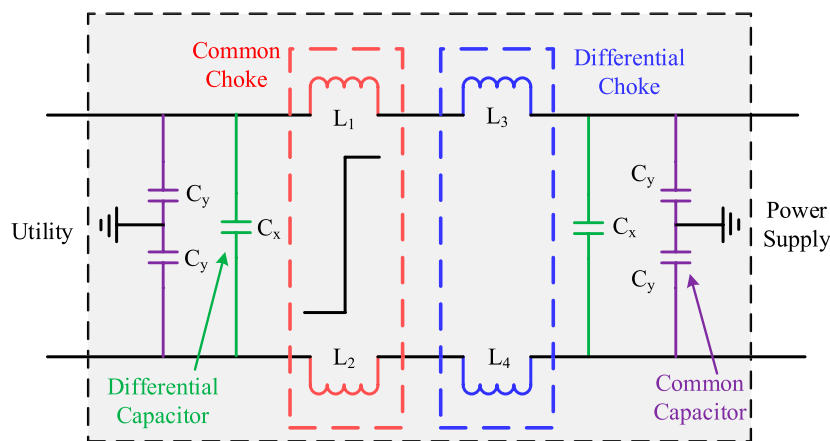 Common
Choke
Differential
Choke
L1
L3
Cy
Cy
Cx
Utility
Cy
Cx
Cy
Power
Supply
L2
L4
Differential
Capacitor
Common
Capacitor